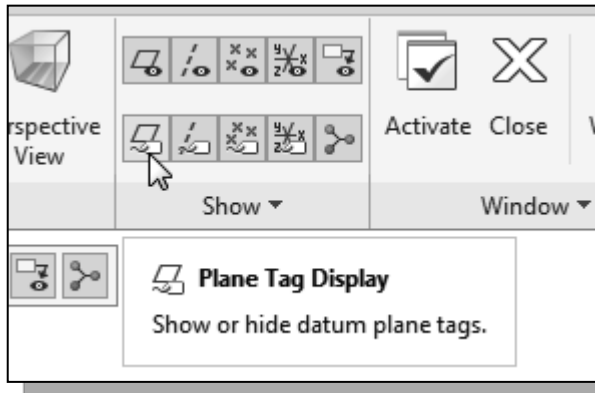 rspective
View
Activate Close
Show
Window
Plane Tag Display
Show or hide datum plane tags.